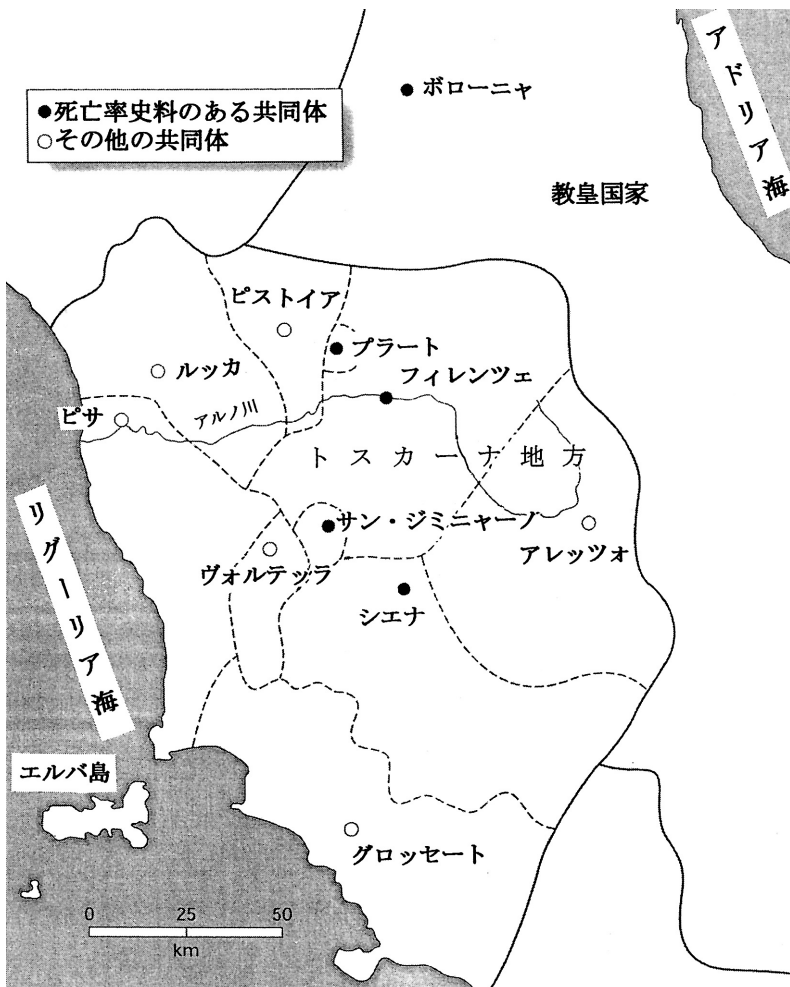 ●死亡率史料のある共同体
○その他の共同体
ボローニャ
アドリア海
教皇国家
ピストイア
プラート
ルッカ
フィレンツェ
ピサ
アルノ川
トスカーナ地方
リグーリア海
サン・ジミニャーノ
アレッツォ
ヴォルテッラ
シエナ
エルバ島
グロッセート
0 25 50
km